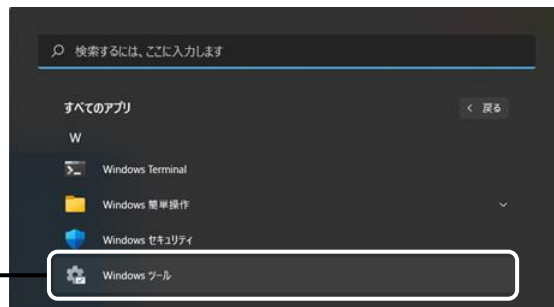 検索するには、ここに入力します
すべてのアプリ
戻る
W
Windows Terminal
Windows 簡単操作
Windows セキュリティ
Windows ツール